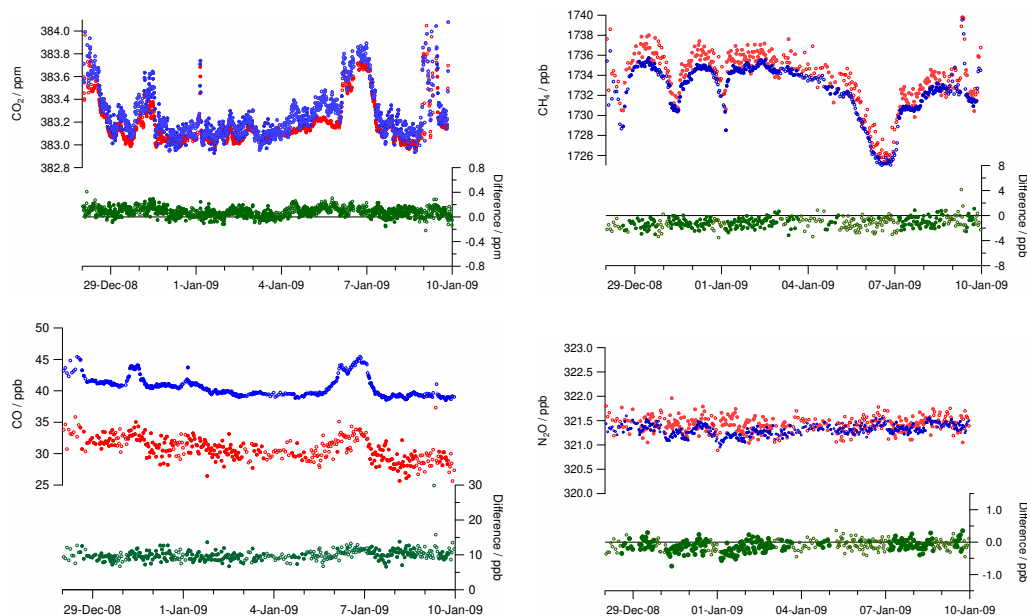 384.0
383.8
383.6
383.4
383.2
383.0
382.8
CO₂ / ppm
0.8
0.4
0.0
-0.4
-0.8
Difference / ppm
29-Dec-08
1-Jan-09
4-Jan-09
7-Jan-09
10-Jan-09
1740
1738
1736
1734
1732
1730
1728
1726
CH₄ / ppb
8
4
0
-4
-8
Difference / ppb
29-Dec-08
01-Jan-09
04-Jan-09
07-Jan-09
10-Jan-09
50
45
40
35
30
25
CO / ppb
30
20
10
0
Difference / ppb
29-Dec-08
1-Jan-09
4-Jan-09
7-Jan-09
10-Jan-09
323.0
322.5
322.0
321.5
321.0
320.5
320.0
N₂O / ppb
1.0
0.0
-1.0
Difference / ppb
29-Dec-08
01-Jan-09
04-Jan-09
07-Jan-09
10-Jan-09